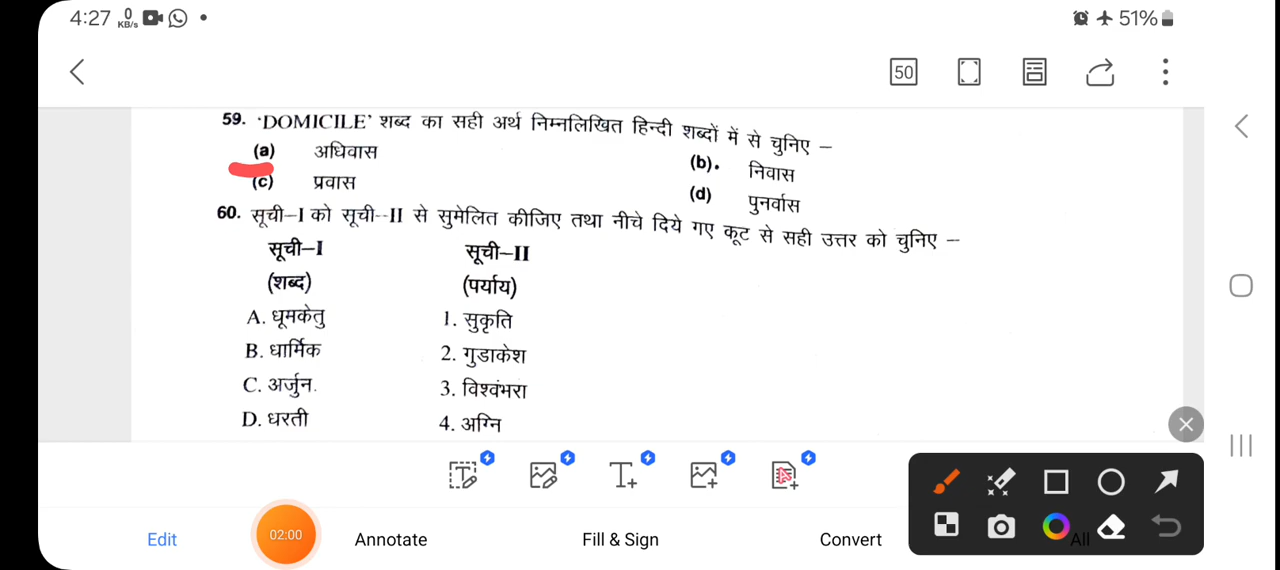 4:27 0 KB/s 51%
50
59. 'DOMICILE' शब्द का सही अर्थ निम्नलिखित हिन्दी शब्दों में से चुनिए –
(a) अधिवास (b). निवास
(c) प्रवास (d) पुनर्वास
60. सूची–I को सूची--II से सुमेलित कीजिए तथा नीचे दिये गए कूट से सही उत्तर को चुनिए –
सूची–I सूची–II
(शब्द) (पर्याय)
A. धूमकेतु 1. सुकृति
B. धार्मिक 2. गुडाकेश
C. अर्जुन. 3. विश्वंभरा
D. धरती 4. अग्नि
Edit 02:00 Annotate Fill & Sign Convert All